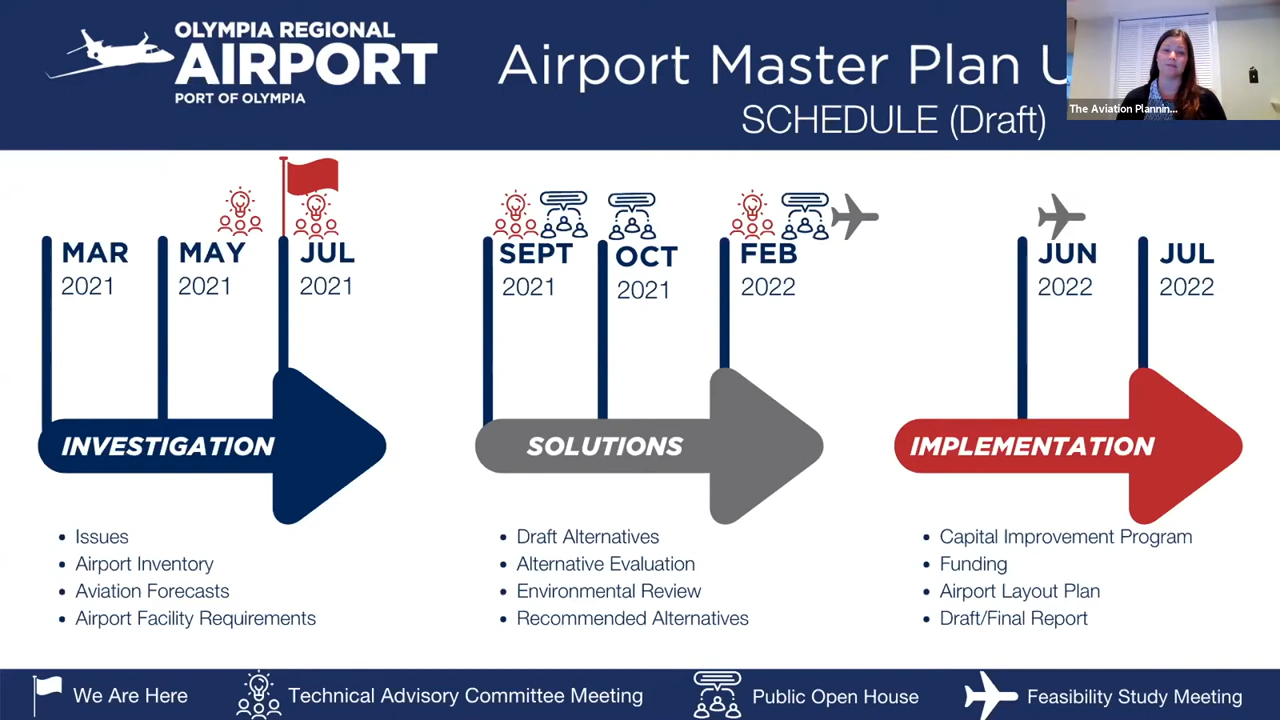 OLYMPIA REGIONAL
AIRPORT
PORT OF OLYMPIA
Airport Master Plan U
SCHEDULE (Draft)
The Aviation Plannin...
MAR
2021
MAY
2021
JUL
2021
SEPT
2021
OCT
2021
FEB
2022
JUN
2022
JUL
2022
INVESTIGATION
SOLUTIONS
IMPLEMENTATION
• Issues
• Airport Inventory
• Aviation Forecasts
• Airport Facility Requirements
• Draft Alternatives
• Alternative Evaluation
• Environmental Review
• Recommended Alternatives
• Capital Improvement Program
• Funding
• Airport Layout Plan
• Draft/Final Report
We Are Here
Technical Advisory Committee Meeting
Public Open House
Feasibility Study Meeting